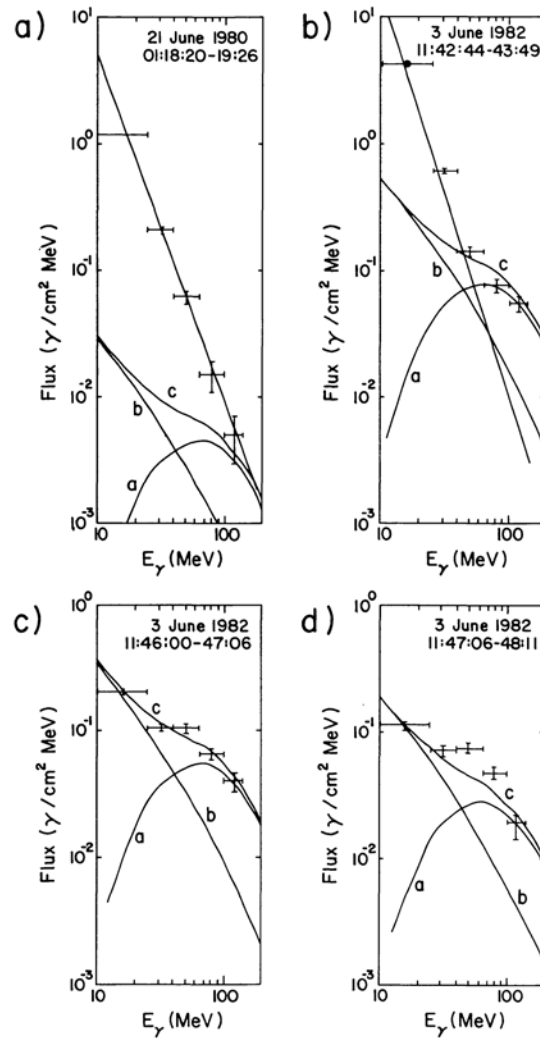 a)
21 June 1980
01:18:20-19:26
10¹
10⁰
10⁻¹
10⁻²
10⁻³
Flux (γ/cm² MeV)
c
b
a
10
100
E_γ (MeV)
b)
3 June 1982
11:42:44-43:49
10¹
10⁰
10⁻¹
10⁻²
10⁻³
Flux (γ/cm² MeV)
b
c
a
10
100
E_γ (MeV)
c)
3 June 1982
11:46:00-47:06
10⁰
10⁻¹
10⁻²
10⁻³
Flux (γ/cm² MeV)
c
a
b
10
100
E_γ (MeV)
d)
3 June 1982
11:47:06-48:11
10⁰
10⁻¹
10⁻²
10⁻³
Flux (γ/cm² MeV)
c
a
b
10
100
E_γ (MeV)